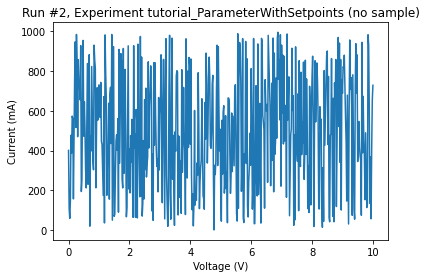 Run #2, Experiment tutorial_ParameterWithSetpoints (no sample)
Current (mA)
1000
800
600
400
200
0
0 2 4 6 8 10
Voltage (V)